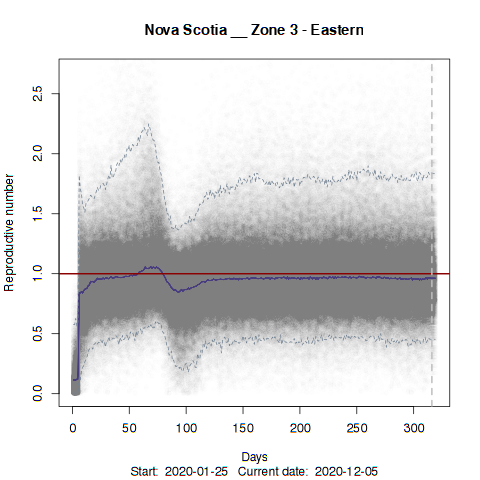 Nova Scotia __ Zone 3 - Eastern
Reproductive number
2.5
2.0
1.5
1.0
0.5
0.0
0 50 100 150 200 250 300
Days
Start: 2020-01-25 Current date: 2020-12-05